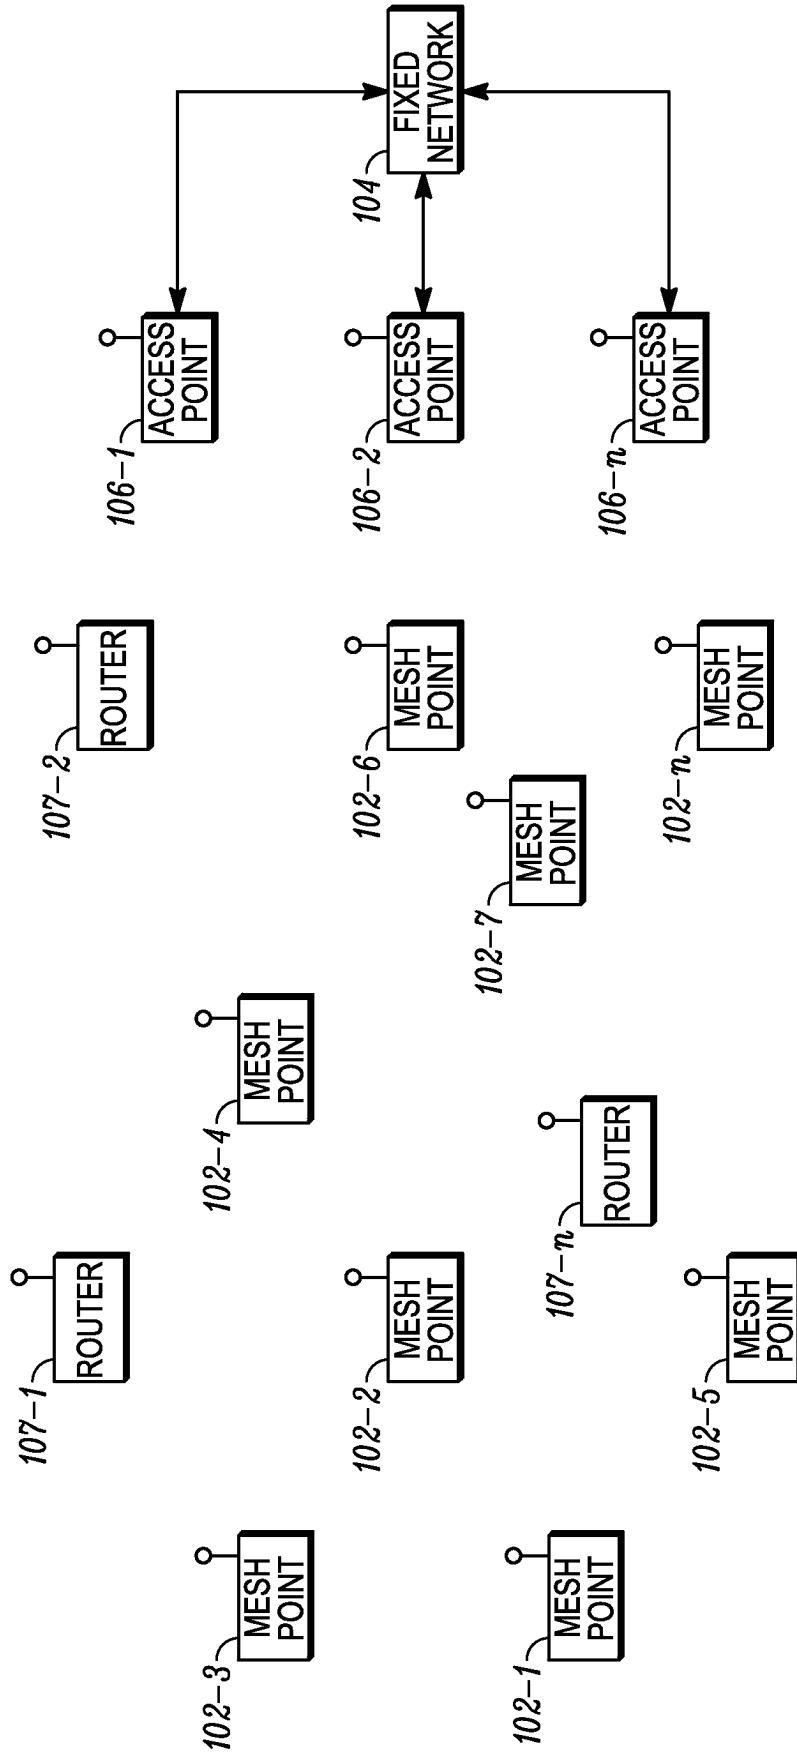 107-1
ROUTER
107-2
ROUTER
106-1
ACCESS
POINT
102-3
MESH
POINT
102-4
MESH
POINT
102-2
MESH
POINT
102-6
MESH
POINT
106-2
ACCESS
POINT
104
FIXED
NETWORK
102-7
MESH
POINT
102-1
MESH
POINT
107-n
ROUTER
106-n
ACCESS
POINT
102-n
MESH
POINT
102-5
MESH
POINT